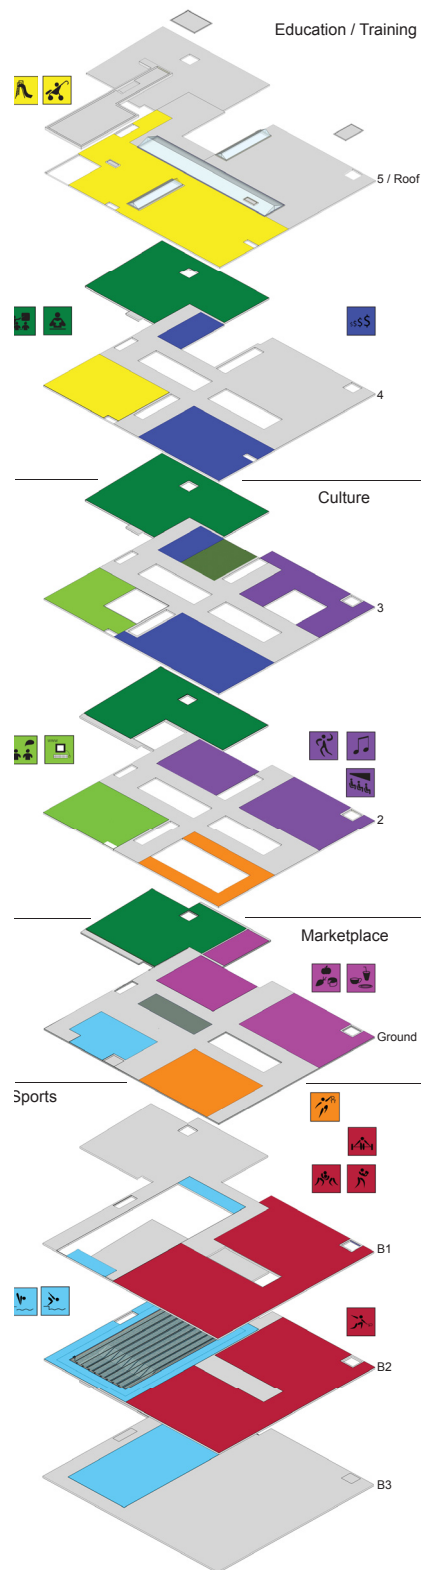 Education / Training
5 / Roof
$$$$
4
Culture
3
2
Marketplace
Ground
Sports
B1
B2
B3